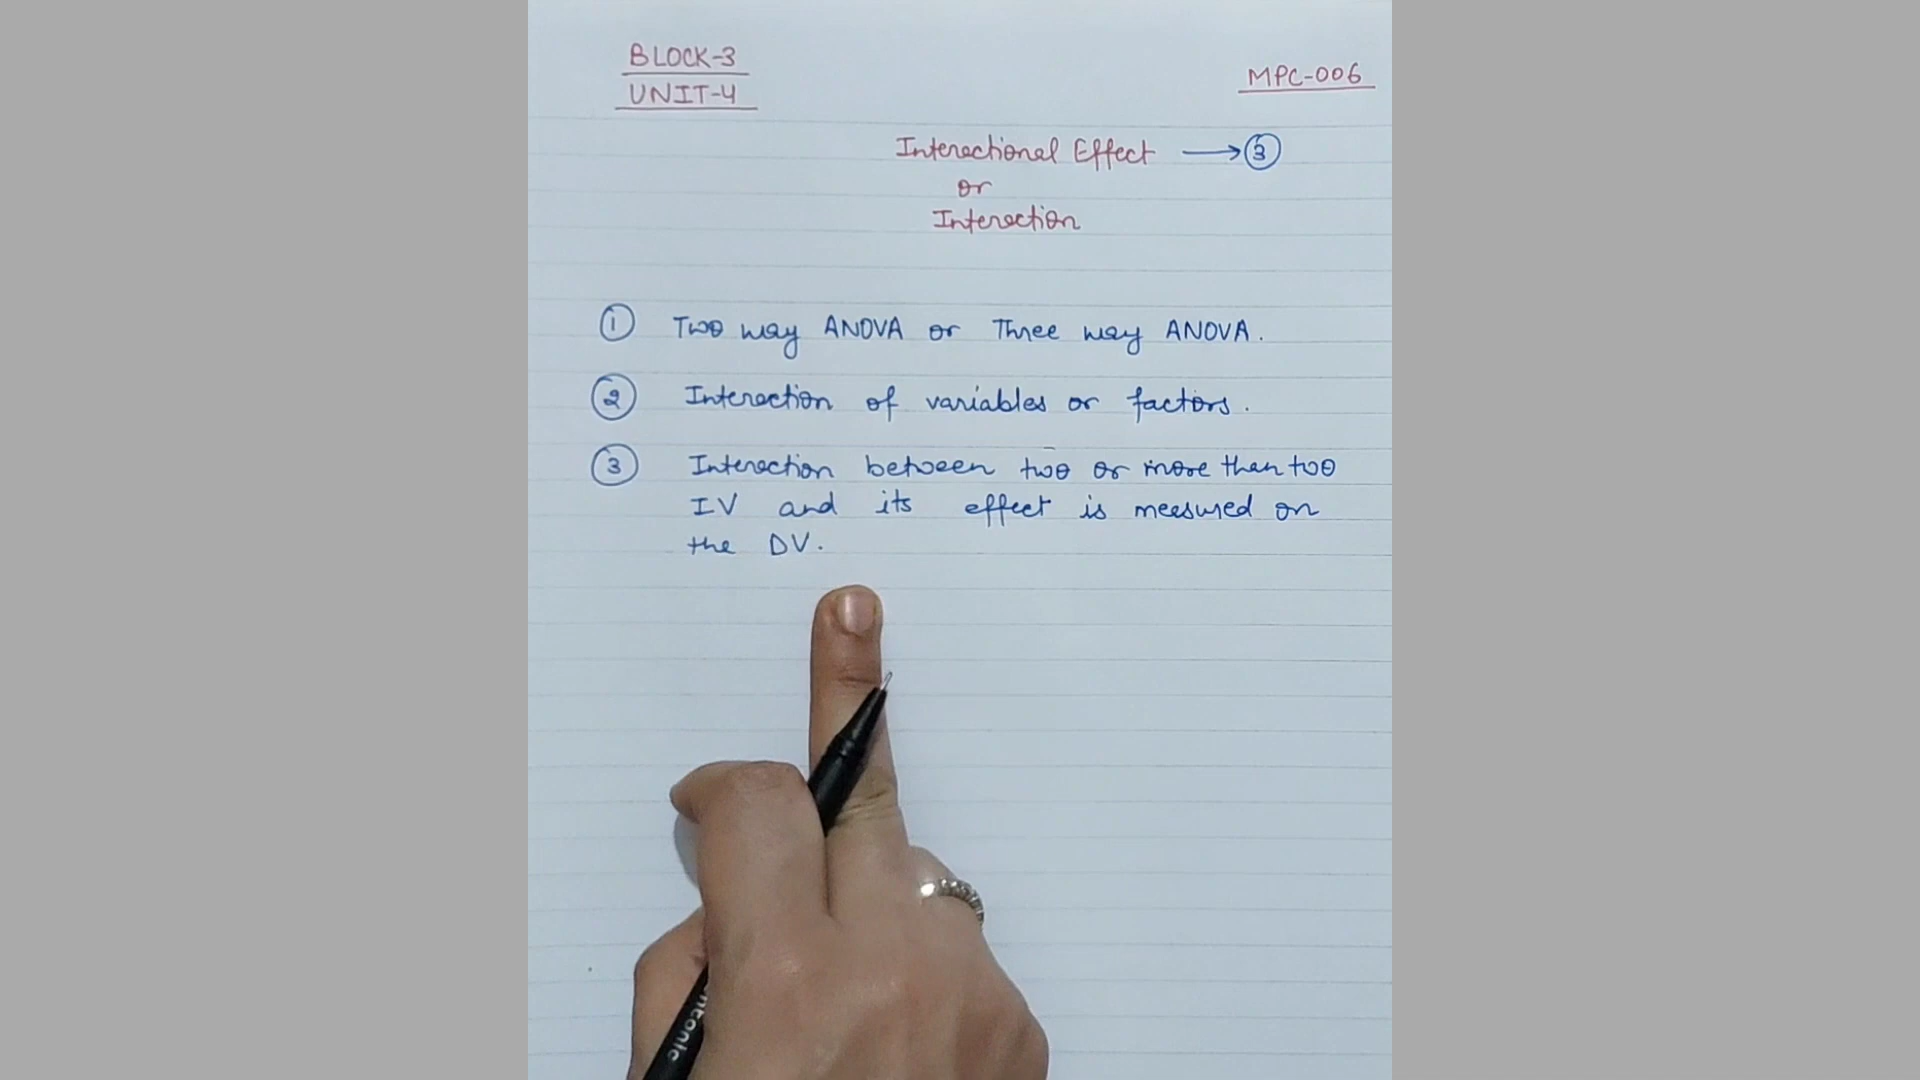 BLOCK-3
UNIT-4
MPC-006
Interactional Effect → ③
or
Interaction
① Two way ANOVA or Three way ANOVA.
② Interaction of variables or factors.
③ Interaction between two or more than two
IV and its effect is measured on
the DV.